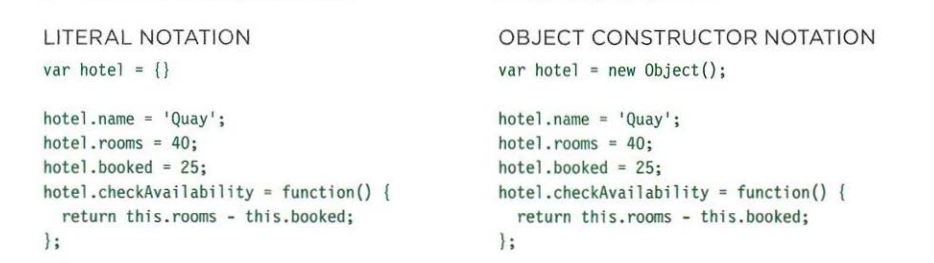 LITERAL NOTATION
var hotel = {}
hotel.name = 'Quay';
hotel.rooms = 40;
hotel.booked = 25;
hotel.checkAvailability = function() {
return this.rooms - this.booked;
};
OBJECT CONSTRUCTOR NOTATION
var hotel = new Object();
hotel.name = 'Quay';
hotel.rooms = 40;
hotel.booked = 25;
hotel.checkAvailability = function() {
return this.rooms - this.booked;
};